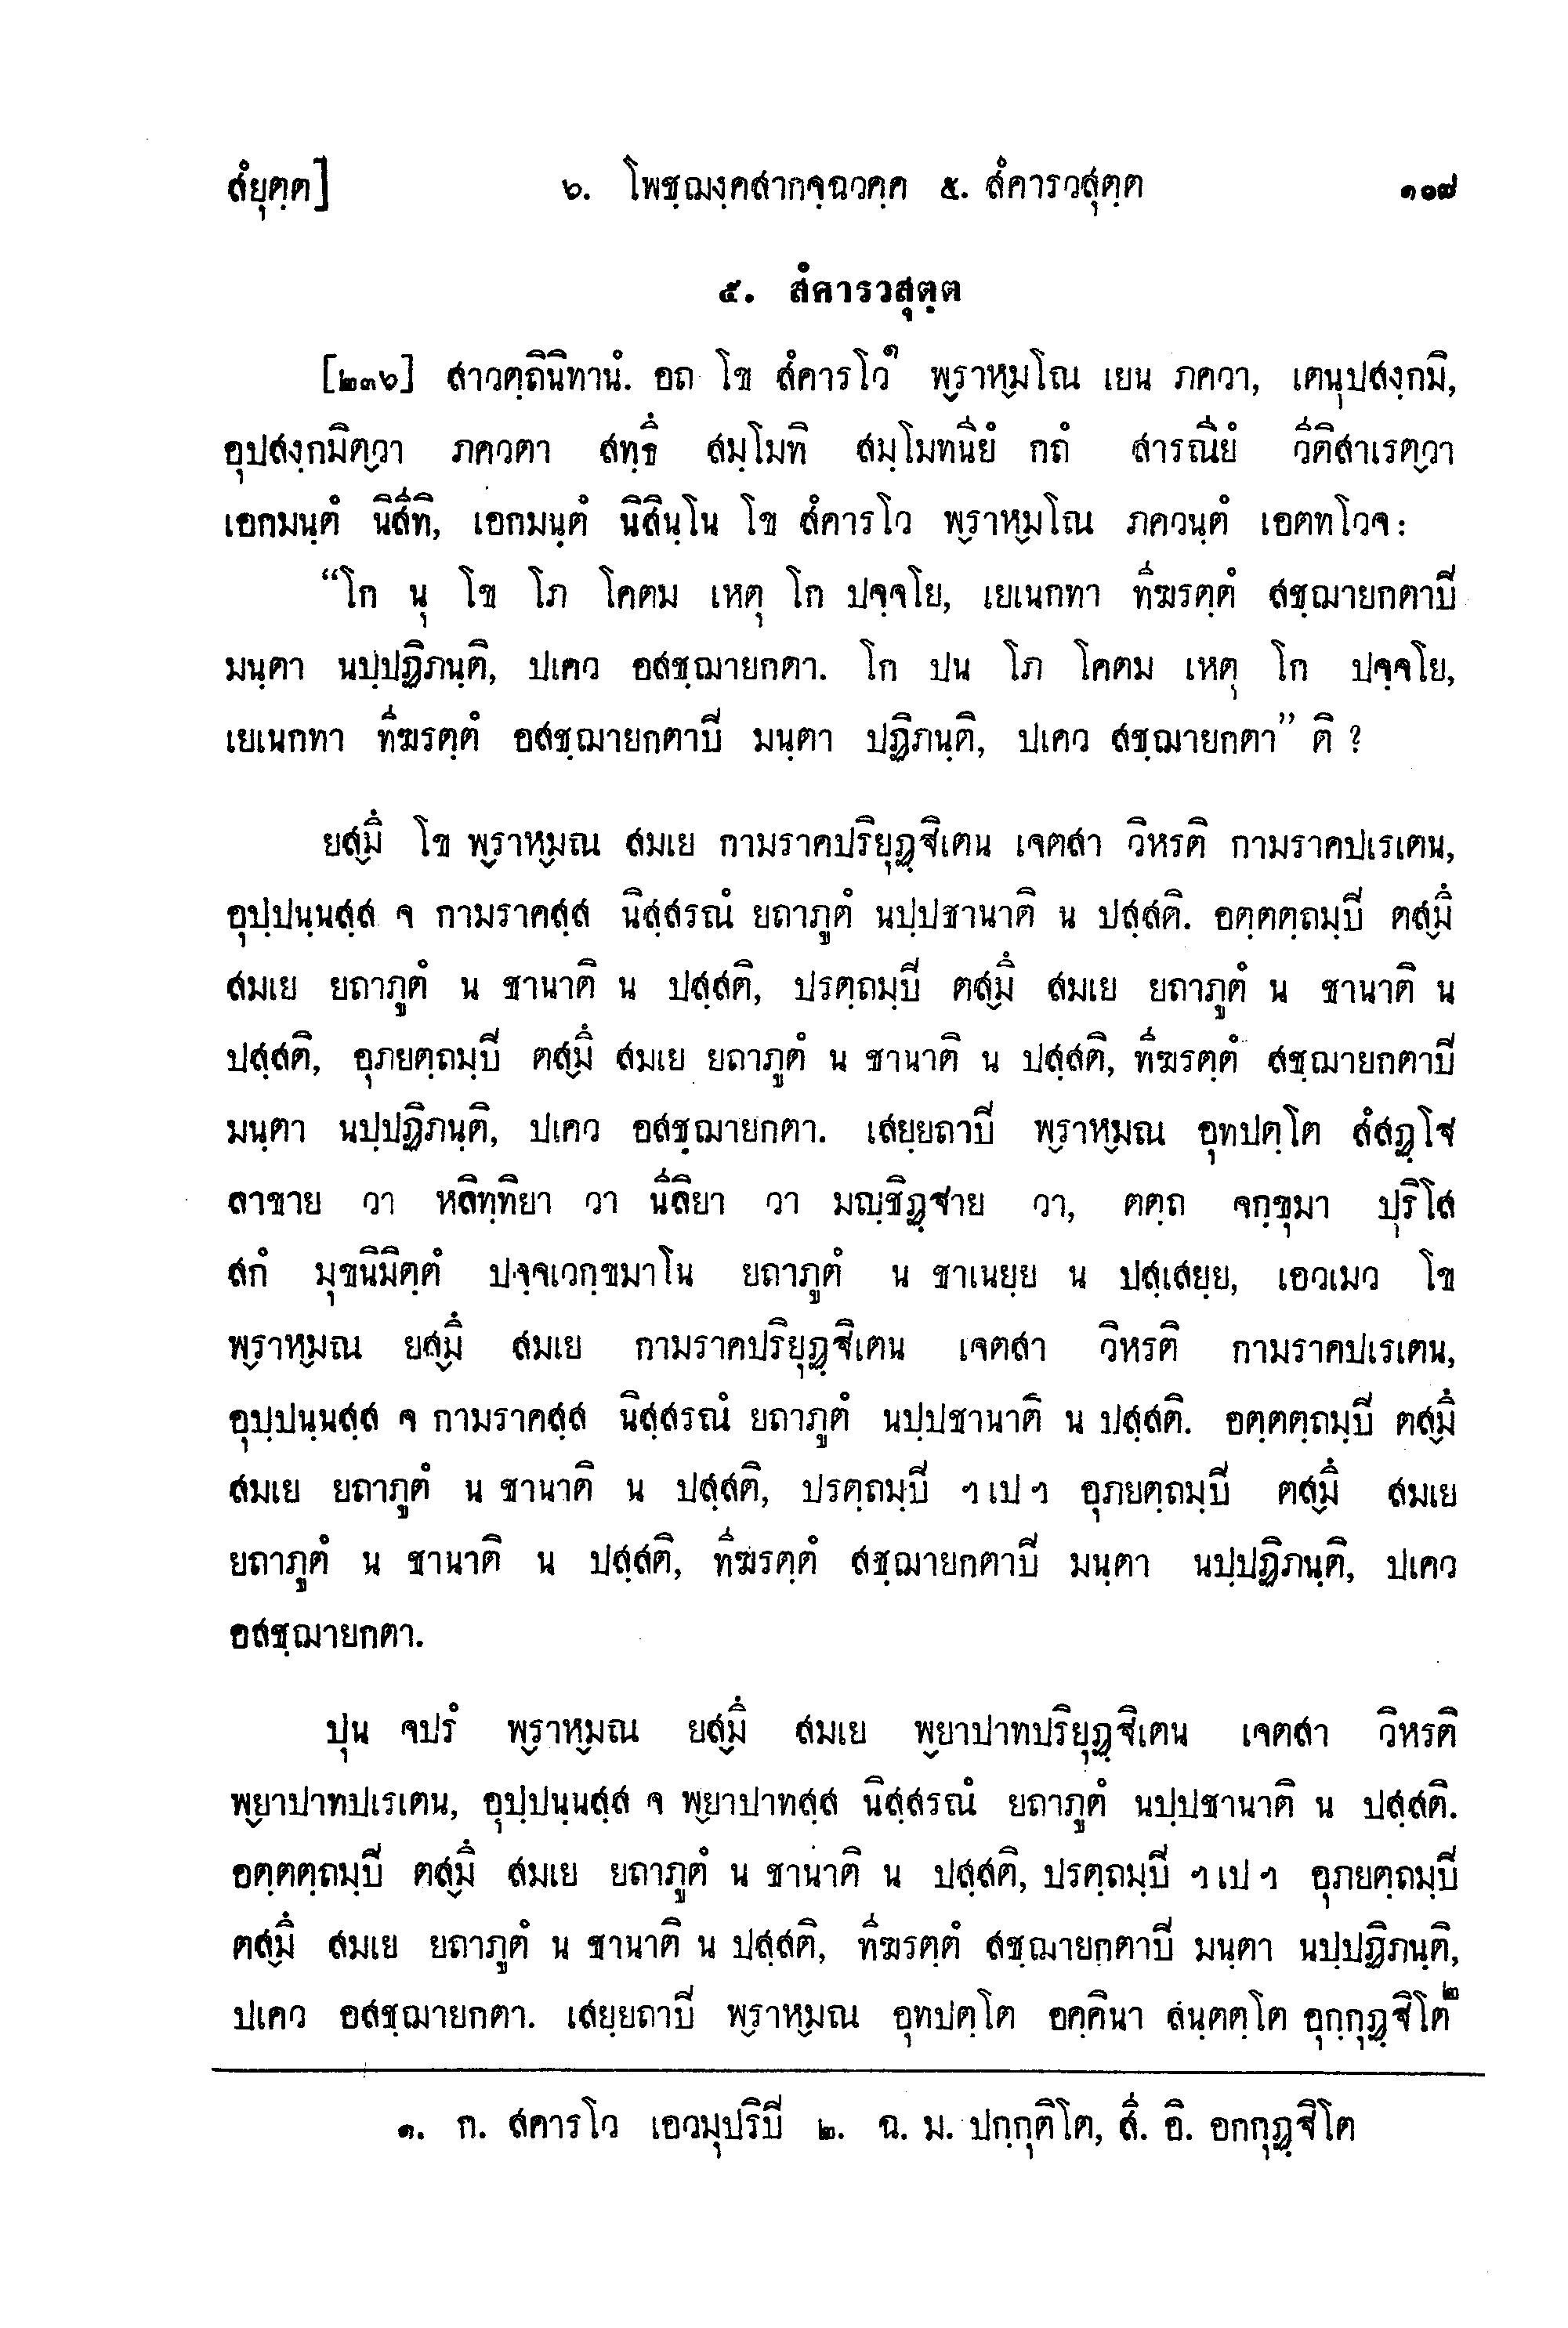 สํยุตฺต] ๖. โพชฺฌงฺคสากจฺฉวคฺค ๕. สํคารวสุตฺต ๑๐๗
๕. สํคารวสุตฺต
[๒๓๖] สาวตฺถินิทานํ. อถ โข สํคารโว๑ พฺราหฺมโณ เยน ภควา, เตนุปสงฺกมิ,
อุปสงฺกมิตฺวา ภควตา สทฺธึ สมฺโมทิ สมฺโมทนียํ กถํ สารณียํ วีติสาเรตฺวา
เอกมนฺตํ นิสีทิ, เอกมนฺตํ นิสินฺโน โข สํคารโว พฺราหฺมโณ ภควนฺตํ เอตทโวจ:
“โก นุ โข โภ โคตม เหตุ โก ปจฺจโย, เยเนกทา ทีฆรตฺตํ สชฺฌายกตาปี
มนฺตา นปฺปฏิภนฺติ, ปเคว อสชฺฌายกตา. โก ปน โภ โคตม เหตุ โก ปจฺจโย,
เยเนกทา ทีฆรตฺตํ อสชฺฌายกตาปี มนฺตา ปฏิภนฺติ, ปเคว สชฺฌายกตา” ติ ?
ยสฺมึ โข พฺราหฺมณ สมเย กามราคปริยุฏฺฐิเตน เจตสา วิหรติ กามราคปเรเตน,
อุปฺปนฺนสฺส จ กามราคสฺส นิสฺสรณํ ยถาภูตํ นปฺปชานาติ น ปสฺสติ. อตฺตตฺถมฺปี ตสฺมึ
สมเย ยถาภูตํ น ชานาติ น ปสฺสติ, ปรตฺถมฺปี ตสฺมึ สมเย ยถาภูตํ น ชานาติ น
ปสฺสติ, อุภยตฺถมฺปี ตสฺมึ สมเย ยถาภูตํ น ชานาติ น ปสฺสติ, ทีฆรตฺตํ สชฺฌายกตาปี
มนฺตา นปฺปฏิภนฺติ, ปเคว อสชฺฌายกตา. เสยฺยถาปี พฺราหฺมณ อุทปตฺโต สํสฏฺโฐ
ลาขาย วา หลิทฺทิยา วา นีลิยา วา มญฺชิฏฺฐาย วา, ตตฺถ จกฺขุมา ปุริโส
สกํ มุขนิมิตฺตํ ปจฺจเวกฺขมาโน ยถาภูตํ น ชาเนยฺย น ปสฺเสยฺย, เอวเมว โข
พฺราหฺมณ ยสฺมึ สมเย กามราคปริยุฏฺฐิเตน เจตสา วิหรติ กามราคปเรเตน,
อุปฺปนฺนสฺส จ กามราคสฺส นิสฺสรณํ ยถาภูตํ นปฺปชานาติ น ปสฺสติ. อตฺตตฺถมฺปี ตสฺมึ
สมเย ยถาภูตํ น ชานาติ น ปสฺสติ, ปรตฺถมฺปี ฯเปฯ อุภยตฺถมฺปี ตสฺมึ สมเย
ยถาภูตํ น ชานาติ น ปสฺสติ, ทีฆรตฺตํ สชฺฌายกตาปี มนฺตา นปฺปฏิภนฺติ, ปเคว
อสชฺฌายกตา.
ปุน จปรํ พฺราหฺมณ ยสฺมึ สมเย พฺยาปาทปริยุฏฺฐิเตน เจตสา วิหรติ
พฺยาปาทปเรเตน, อุปฺปนฺนสฺส จ พฺยาปาทสฺส นิสฺสรณํ ยถาภูตํ นปฺปชานาติ น ปสฺสติ.
อตฺตตฺถมฺปี ตสฺมึ สมเย ยถาภูตํ น ชานาติ น ปสฺสติ, ปรตฺถมฺปี ฯเปฯ อุภยตฺถมฺปี
ตสฺมึ สมเย ยถาภูตํ น ชานาติ น ปสฺสติ, ทีฆรตฺตํ สชฺฌายกตาปี มนฺตา นปฺปฏิภนฺติ,
ปเคว อสชฺฌายกตา. เสยฺยถาปี พฺราหฺมณ อุทปตฺโต อคฺคินา สนฺตตฺโต อุกฺกุฏฺฐิโต๒
๑. ก. สคารโว เอวมุปริปี ๒. ฉ. ม. ปกฺกุติโต, สี. อิ. อกกุฏฺฐิโต